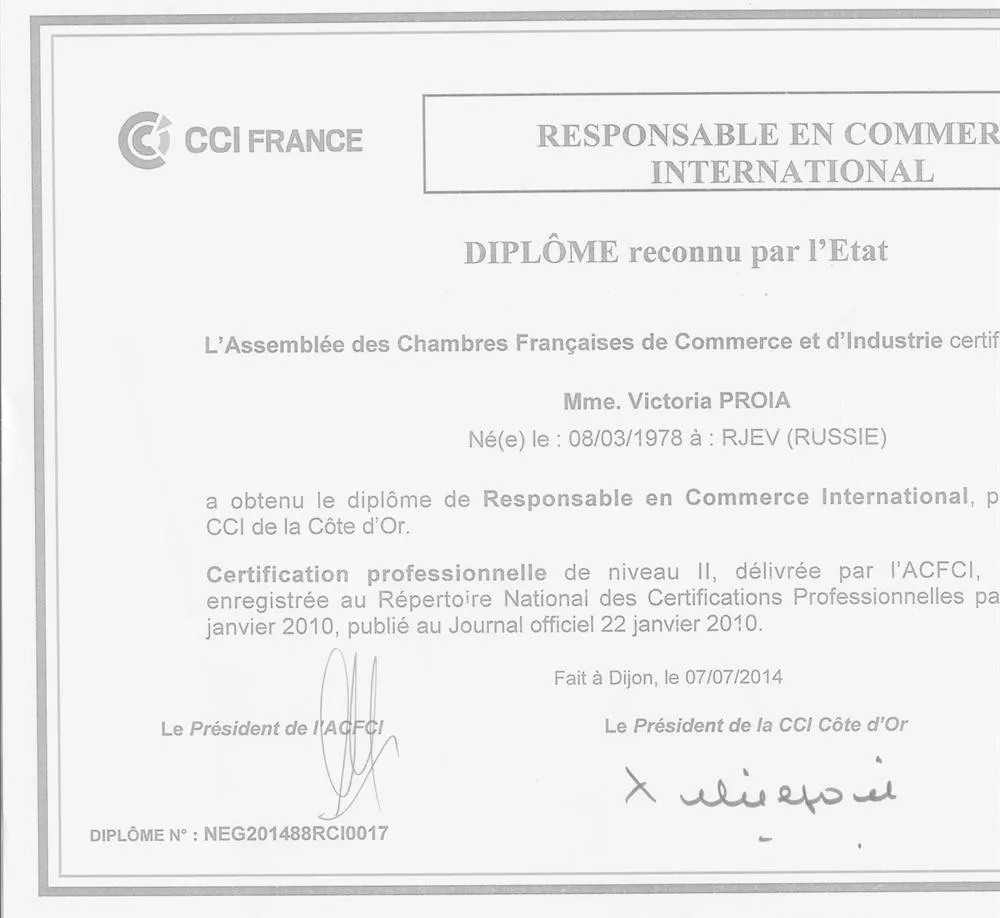 CCI FRANCE
RESPONSABLE EN COMMER
INTERNATIONAL
DIPLÔME reconnu par l'Etat
L'Assemblée des Chambres Françaises de Commerce et d'Industrie certif
Mme. Victoria PROIA
Né(e) le : 08/03/1978 à : RJEV (RUSSIE)
a obtenu le diplôme de Responsable en Commerce International, p
CCI de la Côte d'Or.
Certification professionnelle de niveau II, délivrée par l'ACFCI,
enregistrée au Répertoire National des Certifications Professionnelles pa
janvier 2010, publié au Journal officiel 22 janvier 2010.
Fait à Dijon, le 07/07/2014
Le Président de l'ACFCI
Le Président de la CCI Côte d'Or
DIPLÔME N° : NEG201488RCI0017